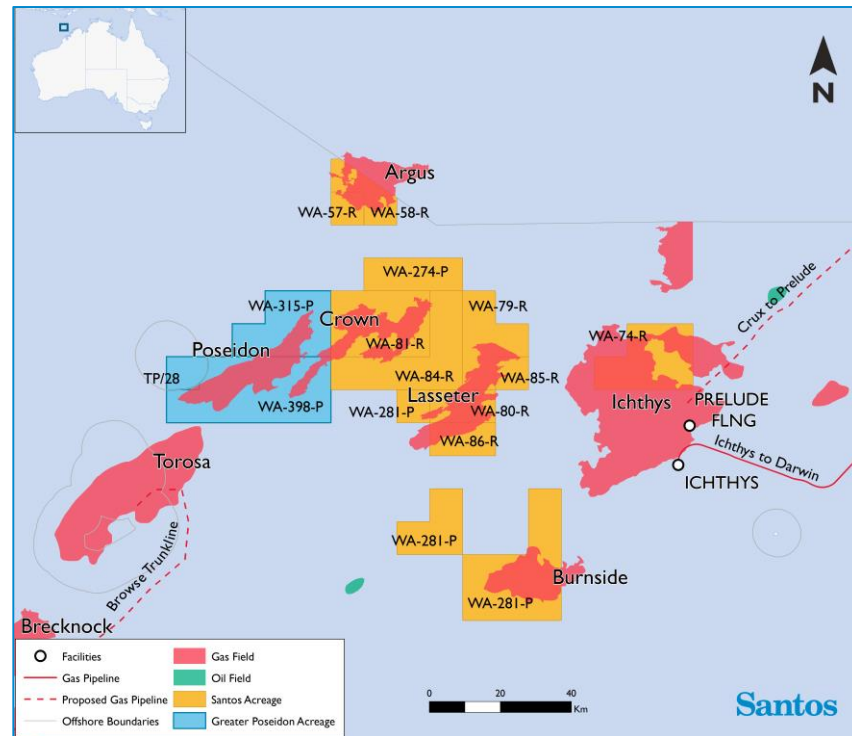 N
Argus
WA-57-R
WA-58-R
WA-274-P
WA-315-P
WA-79-R
Crown
Crux to Prelude
WA-81-R
WA-74-R
Poseidon
TP/28
WA-84-R
WA-85-R
Lasseter
WA-398-P
WA-281-P
WA-80-R
Ichthys
PRELUDE
FLNG
WA-86-R
Ichthys to Darwin
Torosa
ICHTHYS
Browse Trunkline
WA-281-P
Burnside
WA-281-P
Brecknock
Facilities
Gas Pipeline
Proposed Gas Pipeline
Offshore Boundaries
Gas Field
Oil Field
Santos Acreage
Greater Poseidon Acreage
0 20 40
Km
Santos